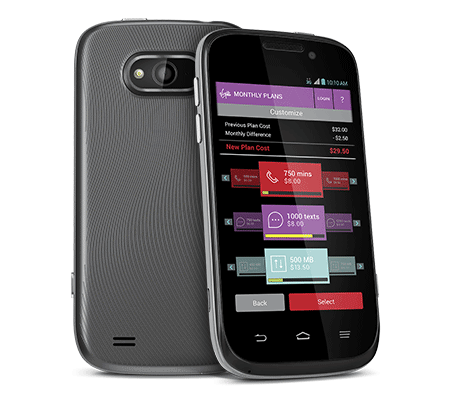 10:10 AM
MONTHLY PLANS
LOGIN
?
Customize
Previous Plan Cost $32.00
Monthly Difference -$2.50
New Plan Cost $29.50
750 mins
$8.00
1000 texts
$8.00
500 MB
$13.50
Back
Select